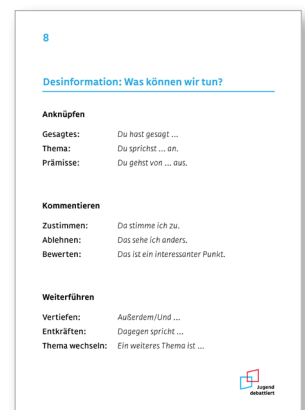 8
Desinformation: Was können wir tun?
Anknüpfen
Gesagtes: Du hast gesagt ...
Thema: Du sprichst ... an.
Prämisse: Du gehst von ... aus.
Kommentieren
Zustimmen: Da stimme ich zu.
Ablehnen: Das sehe ich anders.
Bewerten: Das ist ein interessanter Punkt.
Weiterführen
Vertiefen: Außerdem/Und ...
Entkräften: Dagegen spricht ...
Thema wechseln: Ein weiteres Thema ist ...
Jugend
debattiert